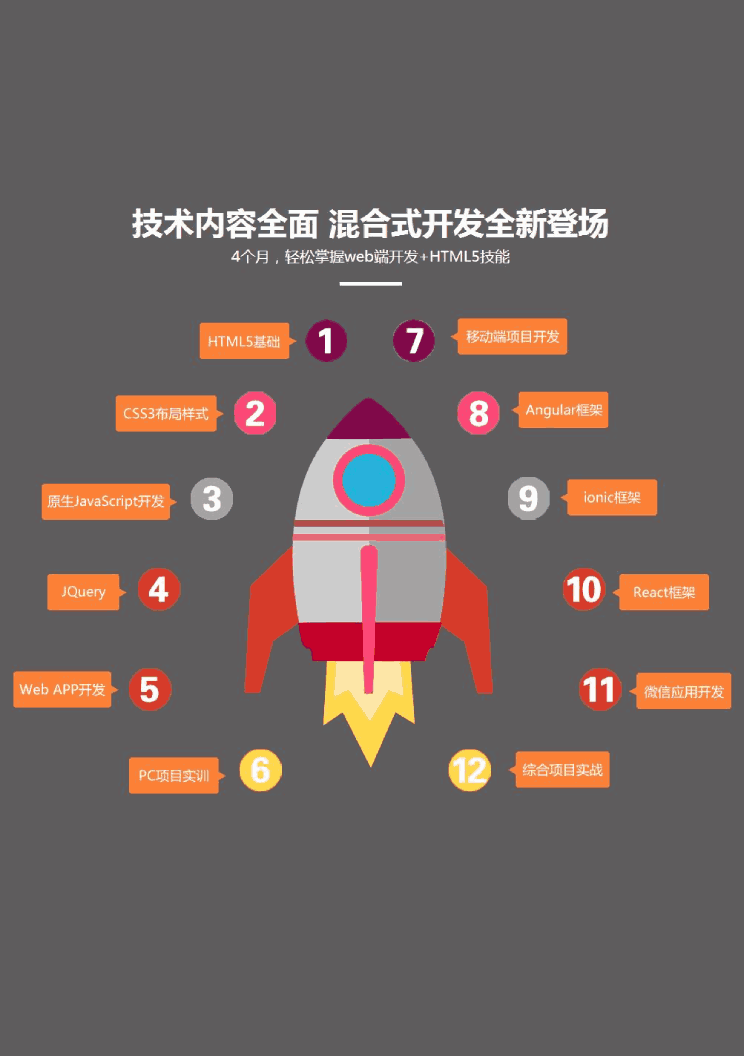 技术内容全面 混合式开发全新登场
4个月，轻松掌握web端开发+HTML5技能
HTML5基础 1
CSS3布局样式 2
原生JavaScript开发 3
JQuery 4
Web APP开发 5
PC项目实训 6
7 移动端项目开发
8 Angular框架
9 ionic框架
10 React框架
11 微信应用开发
12 综合项目实战